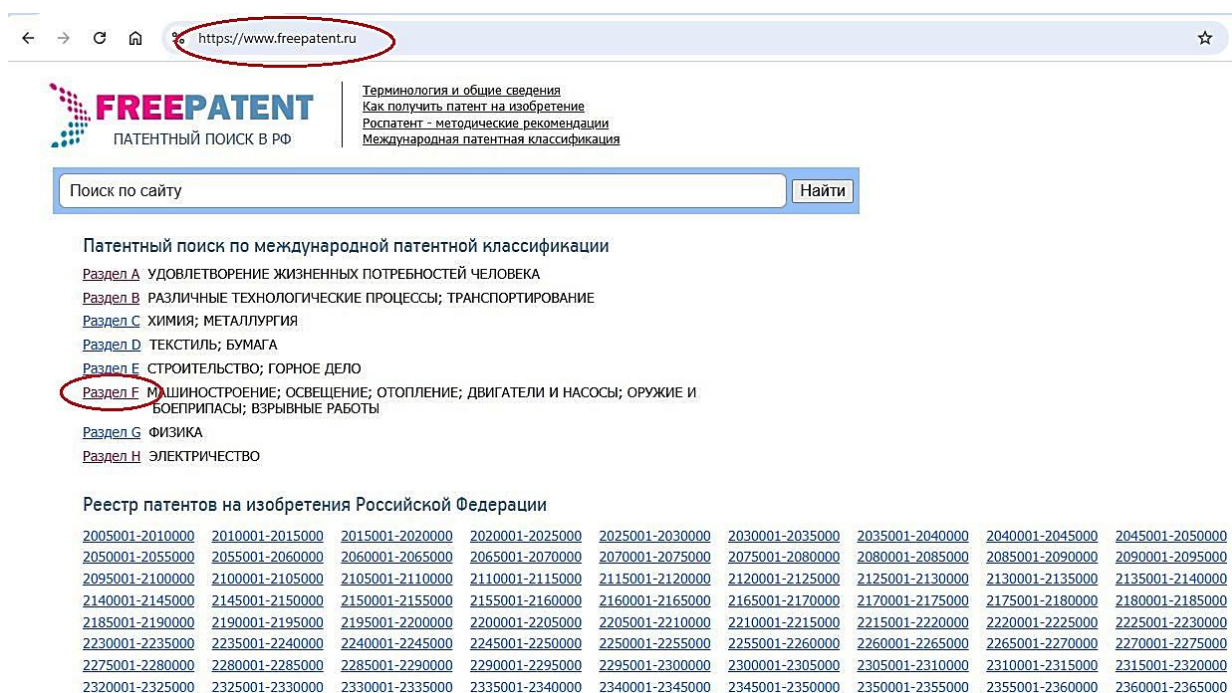 https://www.freepatent.ru
FREEPATENT
ПАТЕНТНЫЙ ПОИСК В РФ
Терминология и общие сведения
Как получить патент на изобретение
Роспатент - методические рекомендации
Международная патентная классификация
Поиск по сайту
Найти
Патентный поиск по международной патентной классификации
Раздел A УДОВЛЕТВОРЕНИЕ ЖИЗНЕННЫХ ПОТРЕБНОСТЕЙ ЧЕЛОВЕКА
Раздел B РАЗЛИЧНЫЕ ТЕХНОЛОГИЧЕСКИЕ ПРОЦЕССЫ; ТРАНСПОРТИРОВАНИЕ
Раздел C ХИМИЯ; МЕТАЛЛУРГИЯ
Раздел D ТЕКСТИЛЬ; БУМАГА
Раздел E СТРОИТЕЛЬСТВО; ГОРНОЕ ДЕЛО
Раздел F МАШИНОСТРОЕНИЕ; ОСВЕЩЕНИЕ; ОТОПЛЕНИЕ; ДВИГАТЕЛИ И НАСОСЫ; ОРУЖИЕ И
БОЕПРИПАСЫ; ВЗРЫВНЫЕ РАБОТЫ
Раздел G ФИЗИКА
Раздел H ЭЛЕКТРИЧЕСТВО
Реестр патентов на изобретения Российской Федерации
2005001-2010000 2010001-2015000 2015001-2020000 2020001-2025000 2025001-2030000 2030001-2035000 2035001-2040000 2040001-2045000 2045001-2050000
2050001-2055000 2055001-2060000 2060001-2065000 2065001-2070000 2070001-2075000 2075001-2080000 2080001-2085000 2085001-2090000 2090001-2095000
2095001-2100000 2100001-2105000 2105001-2110000 2110001-2115000 2115001-2120000 2120001-2125000 2125001-2130000 2130001-2135000 2135001-2140000
2140001-2145000 2145001-2150000 2150001-2155000 2155001-2160000 2160001-2165000 2165001-2170000 2170001-2175000 2175001-2180000 2180001-2185000
2185001-2190000 2190001-2195000 2195001-2200000 2200001-2205000 2205001-2210000 2210001-2215000 2215001-2220000 2220001-2225000 2225001-2230000
2230001-2235000 2235001-2240000 2240001-2245000 2245001-2250000 2250001-2255000 2255001-2260000 2260001-2265000 2265001-2270000 2270001-2275000
2275001-2280000 2280001-2285000 2285001-2290000 2290001-2295000 2295001-2300000 2300001-2305000 2305001-2310000 2310001-2315000 2315001-2320000
2320001-2325000 2325001-2330000 2330001-2335000 2335001-2340000 2340001-2345000 2345001-2350000 2350001-2355000 2355001-2360000 2360001-2365000